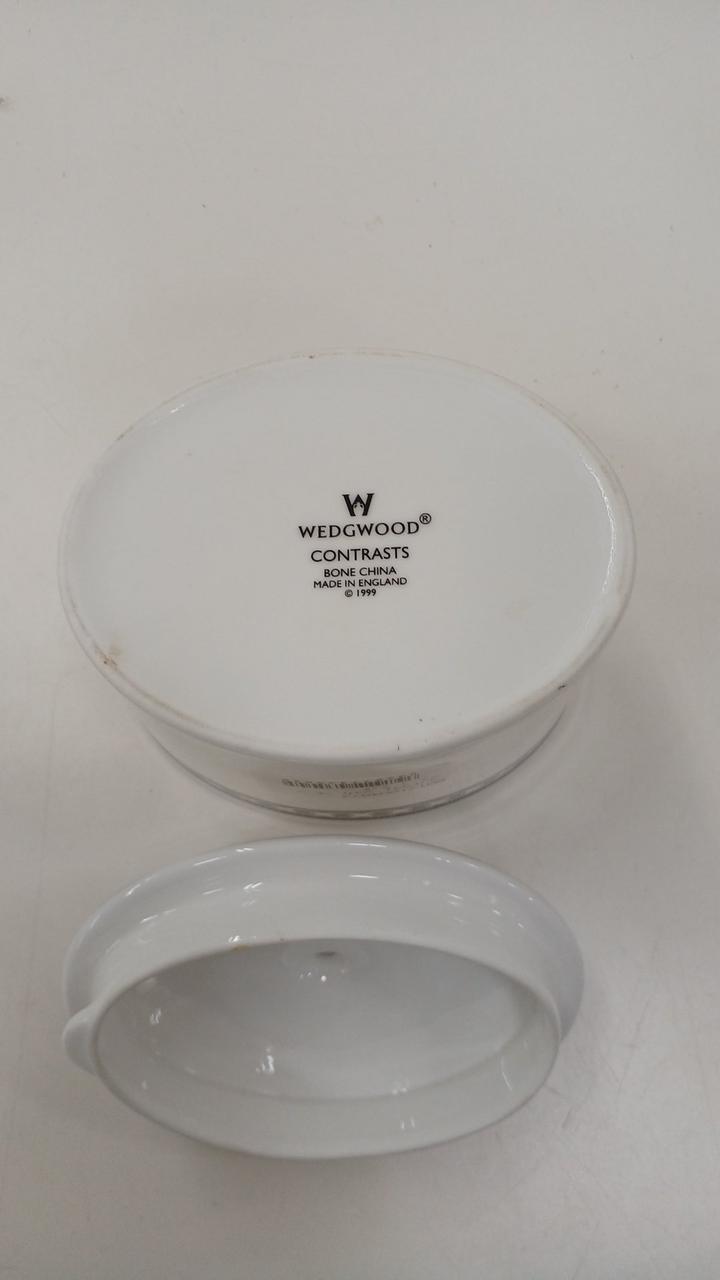 W
WEDGWOOD®
CONTRASTS
BONE CHINA
MADE IN ENGLAND
© 1999